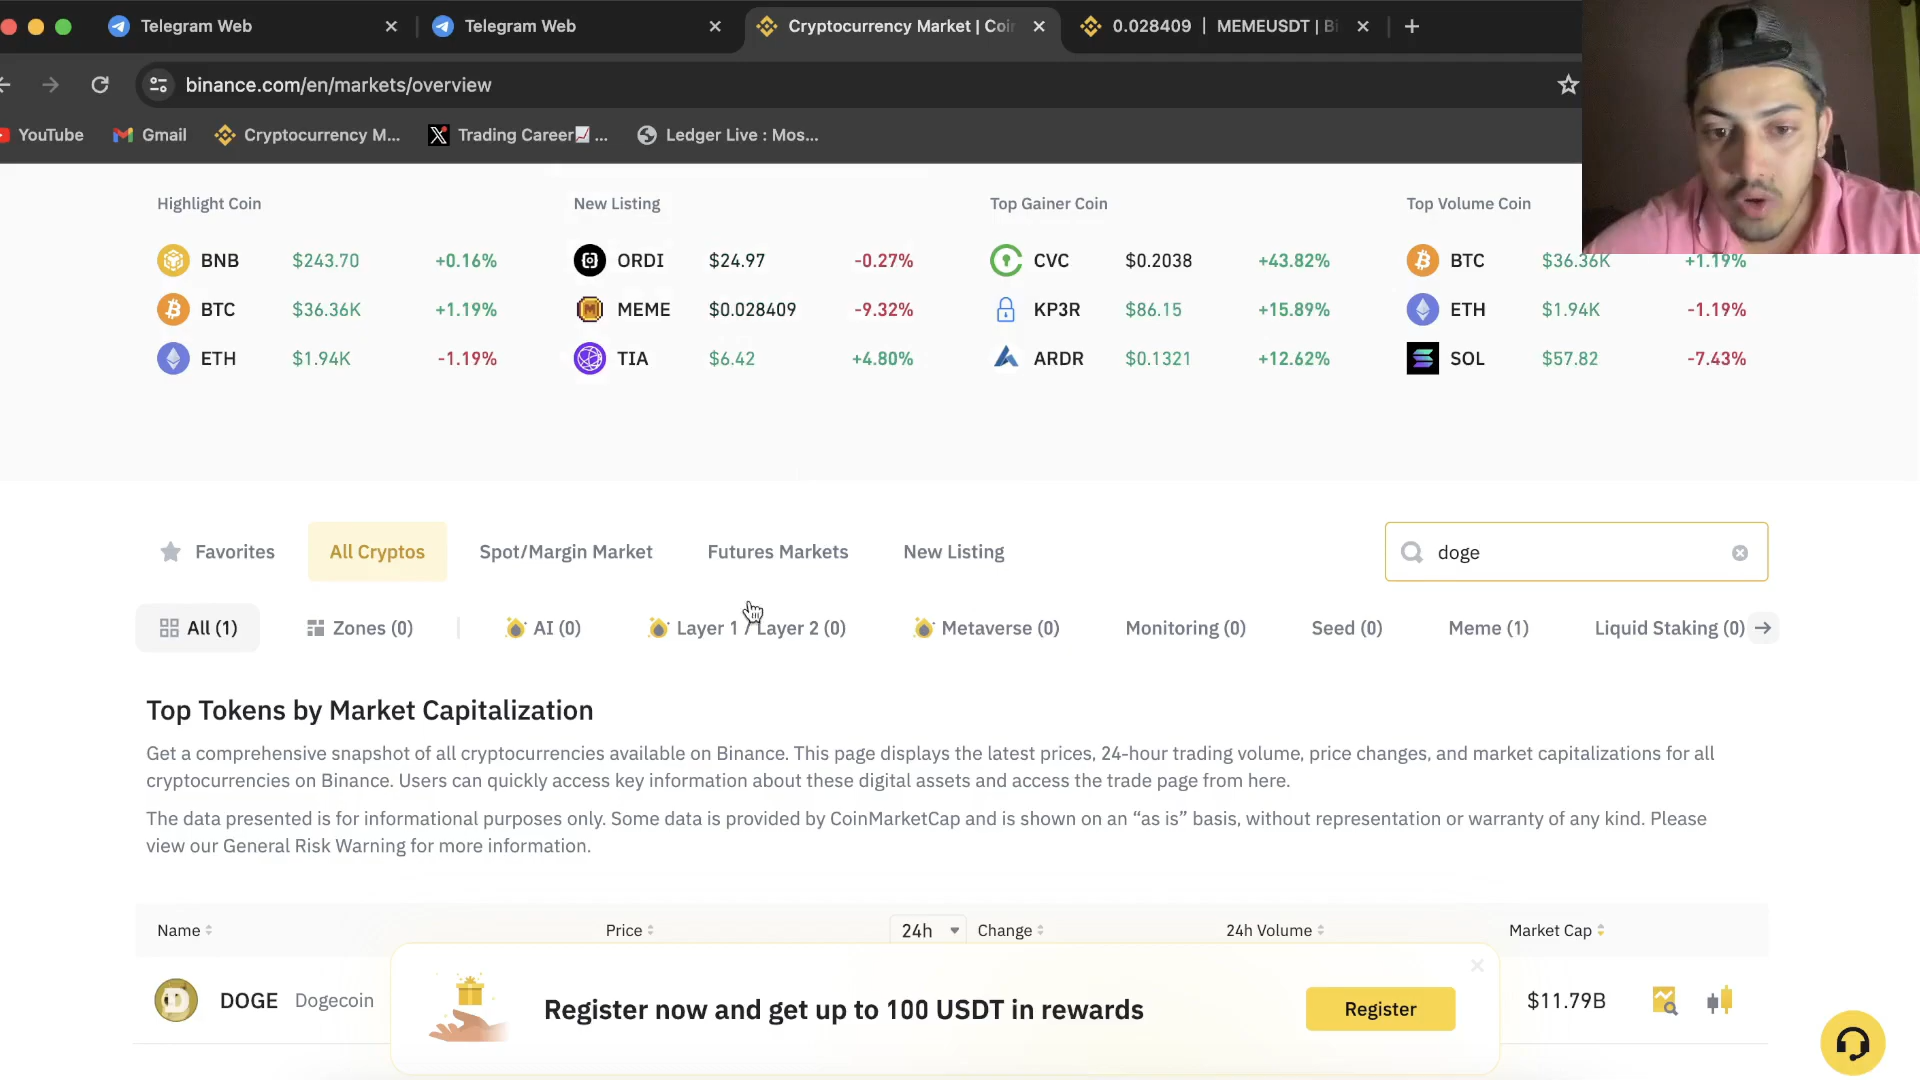 Telegram Web
Telegram Web
Cryptocurrency Market | Coi
0.028409 | MEMEUSDT | Bi
binance.com/en/markets/overview
YouTube
Gmail
Cryptocurrency M...
Trading Career📈...
Ledger Live : Mos...
Highlight Coin
BNB $243.70 +0.16%
BTC $36.36K +1.19%
ETH $1.94K -1.19%
New Listing
ORDI $24.97 -0.27%
MEME $0.028409 -9.32%
TIA $6.42 +4.80%
Top Gainer Coin
CVC $0.2038 +43.82%
KP3R $86.15 +15.89%
ARDR $0.1321 +12.62%
Top Volume Coin
BTC $36.36K +1.19%
ETH $1.94K -1.19%
SOL $57.82 -7.43%
Favorites All Cryptos Spot/Margin Market Futures Markets New Listing doge
All (1) Zones (0) AI (0) Layer 1 / Layer 2 (0) Metaverse (0) Monitoring (0) Seed (0) Meme (1) Liquid Staking (0)
Top Tokens by Market Capitalization
Get a comprehensive snapshot of all cryptocurrencies available on Binance. This page displays the latest prices, 24-hour trading volume, price changes, and market capitalizations for all
cryptocurrencies on Binance. Users can quickly access key information about these digital assets and access the trade page from here.
The data presented is for informational purposes only. Some data is provided by CoinMarketCap and is shown on an “as is” basis, without representation or warranty of any kind. Please
view our General Risk Warning for more information.
Name Price 24h Change 24h Volume Market Cap
DOGE Dogecoin $11.79B
Register now and get up to 100 USDT in rewards
Register